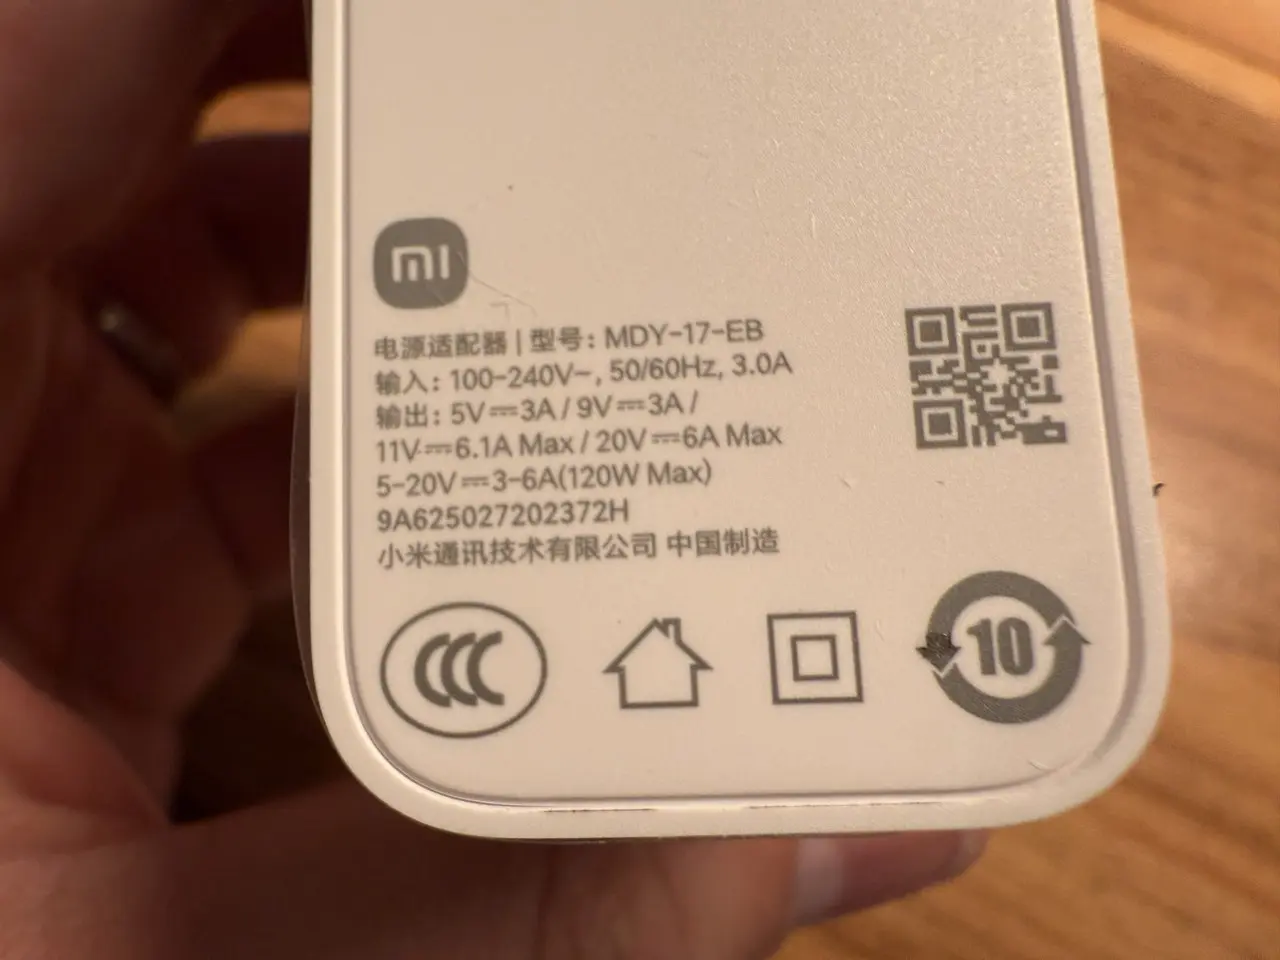 mi
电源适配器 | 型号: MDY-17-EB
输入: 100-240V~, 50/60Hz, 3.0A
输出: 5V⎓3A / 9V⎓3A /
11V⎓6.1A Max / 20V⎓6A Max
5-20V⎓3-6A(120W Max)
9A625027202372H
小米通讯技术有限公司 中国制造
CCC
10